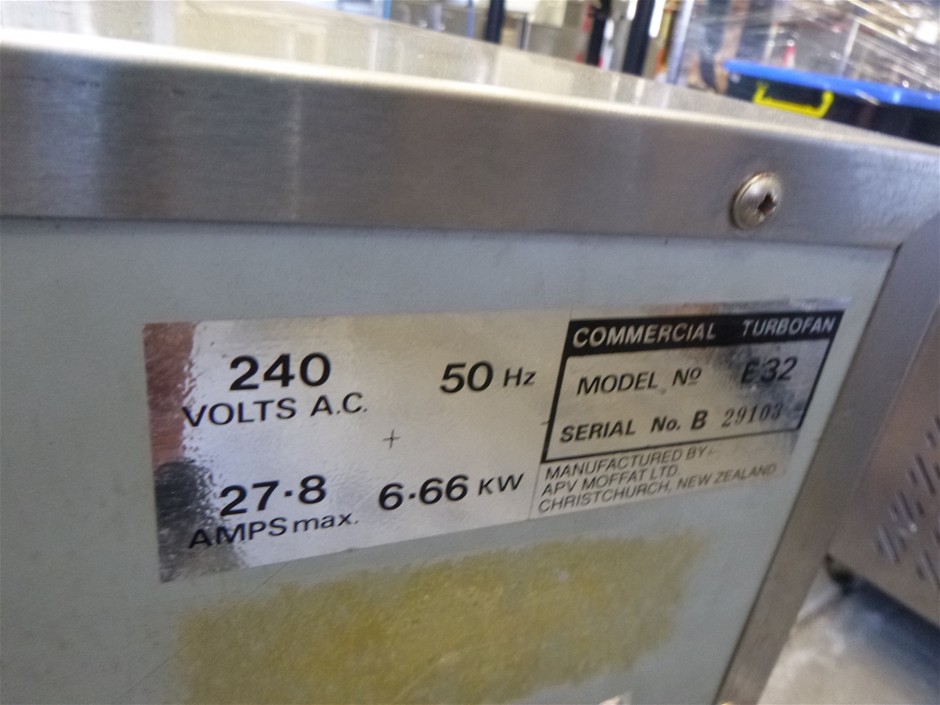 240
VOLTS A.C.
50 Hz
27·8
AMPS max.
6·66 KW
COMMERCIAL TURBOFAN
MODEL Nº E32
SERIAL No. B 29103
MANUFACTURED BY:
APV MOFFAT LTD.
CHRISTCHURCH, NEW ZEALAND